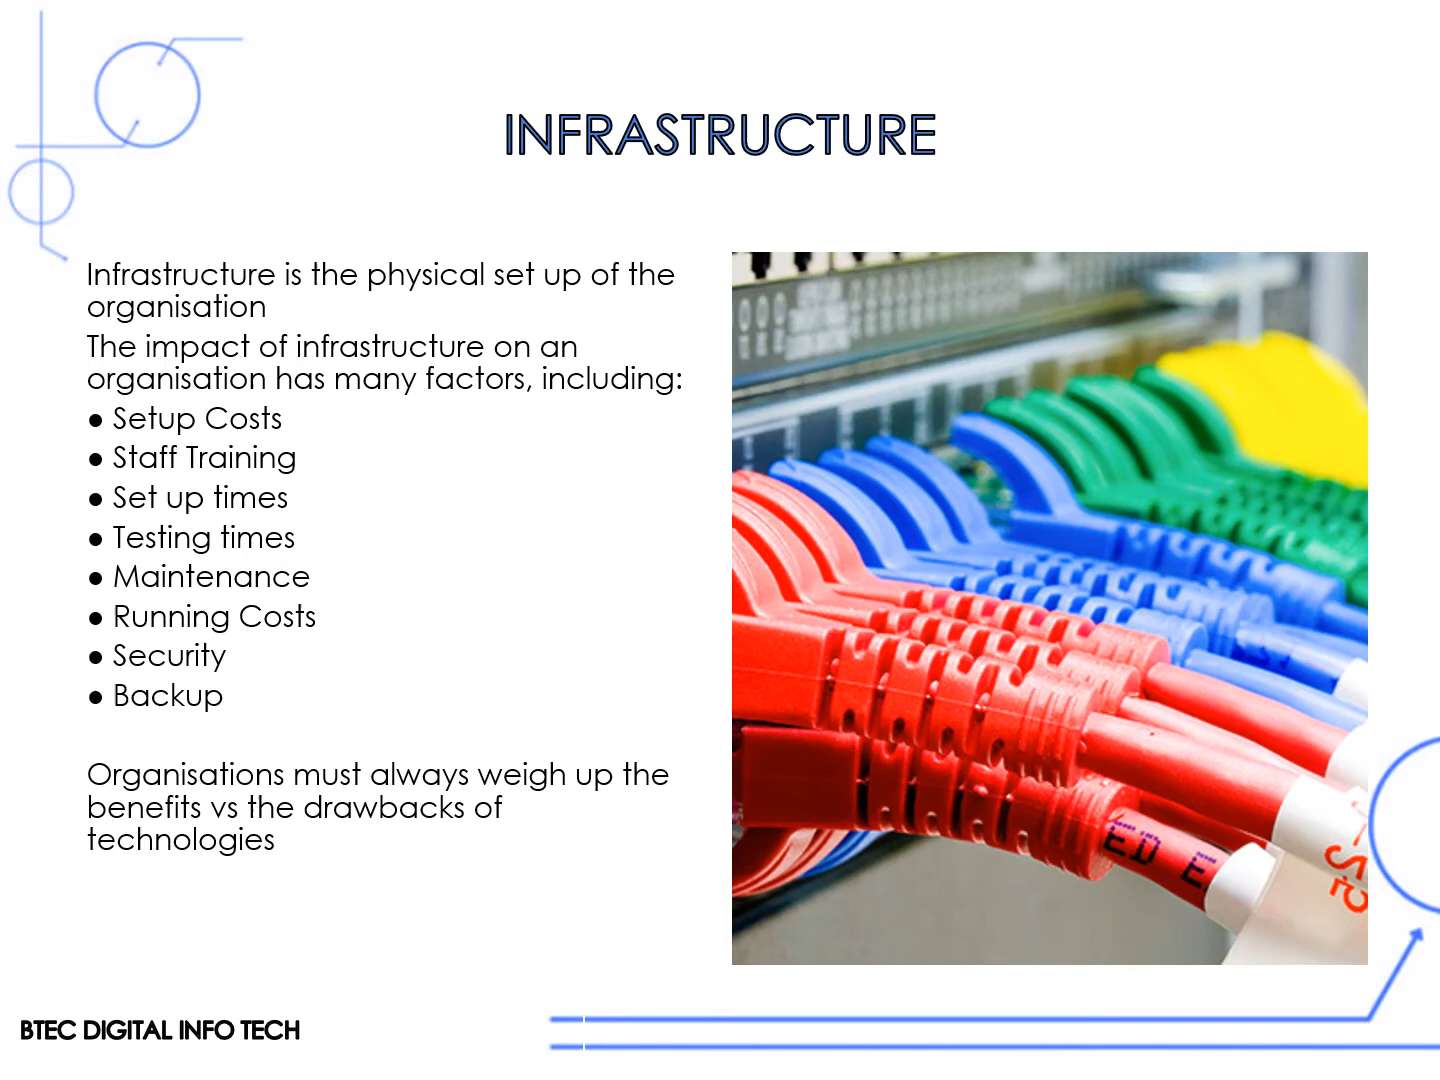 INFRASTRUCTURE
Infrastructure is the physical set up of the
organisation
The impact of infrastructure on an
organisation has many factors, including:
● Setup Costs
● Staff Training
● Set up times
● Testing times
● Maintenance
● Running Costs
● Security
● Backup
Organisations must always weigh up the
benefits vs the drawbacks of
technologies
ED E
BTEC DIGITAL INFO TECH